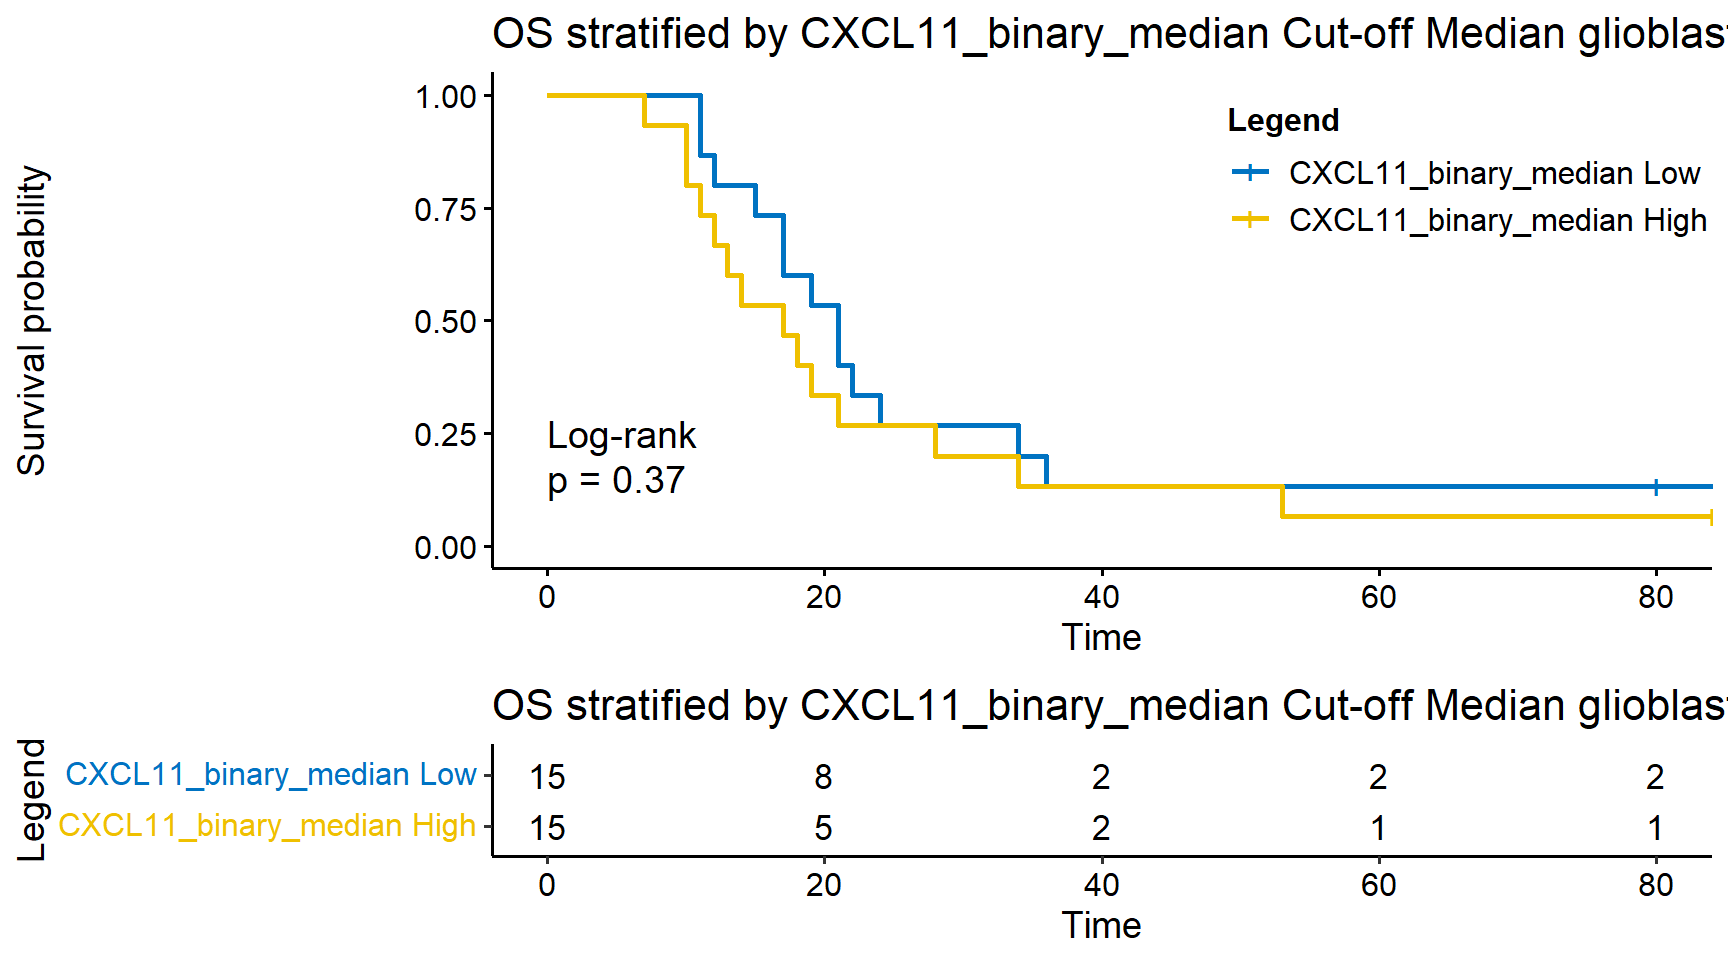 OS stratified by CXCL11_binary_median Cut-off Median glioblast
Survival probability
1.00
0.75
0.50
0.25
0.00
Legend
CXCL11_binary_median Low
CXCL11_binary_median High
Log-rank
p = 0.37
0 20 40 60 80
Time
OS stratified by CXCL11_binary_median Cut-off Median glioblast
Legend
CXCL11_binary_median Low 15 8 2 2 2
CXCL11_binary_median High 15 5 2 1 1
0 20 40 60 80
Time